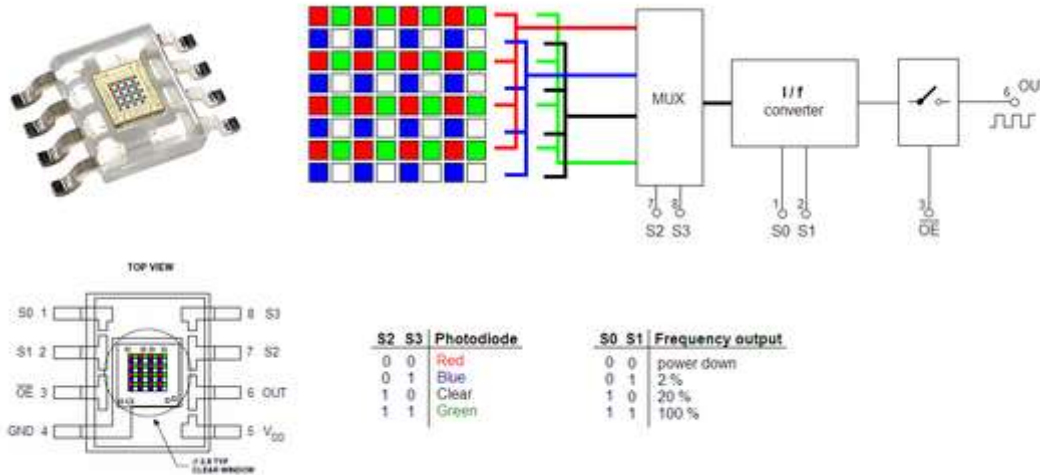 MUX
I / f
converter
6 OU
7 8
S2 S3
1 2
S0 S1
3
OE
TOP VIEW
S0 1
8 S3
S1 2
7 S2
OE 3
6 OUT
GND 4
5 VDD
CLEAR WINDOW
S2 S3 Photodiode
0 0 Red
0 1 Blue
1 0 Clear
1 1 Green
S0 S1 Frequency output
0 0 power down
0 1 2 %
1 0 20 %
1 1 100 %